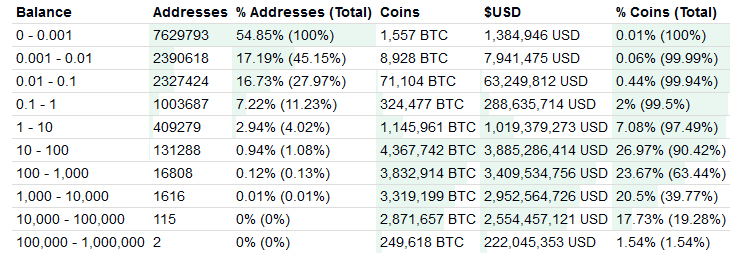 Balance Addresses % Addresses (Total) Coins $USD % Coins (Total)
0 - 0.001 7629793 54.85% (100%) 1,557 BTC 1,384,946 USD 0.01% (100%)
0.001 - 0.01 2390618 17.19% (45.15%) 8,928 BTC 7,941,475 USD 0.06% (99.99%)
0.01 - 0.1 2327424 16.73% (27.97%) 71,104 BTC 63,249,812 USD 0.44% (99.94%)
0.1 - 1 1003687 7.22% (11.23%) 324,477 BTC 288,635,714 USD 2% (99.5%)
1 - 10 409279 2.94% (4.02%) 1,145,961 BTC 1,019,379,273 USD 7.08% (97.49%)
10 - 100 131288 0.94% (1.08%) 4,367,742 BTC 3,885,286,414 USD 26.97% (90.42%)
100 - 1,000 16808 0.12% (0.13%) 3,832,914 BTC 3,409,534,756 USD 23.67% (63.44%)
1,000 - 10,000 1616 0.01% (0.01%) 3,319,199 BTC 2,952,564,726 USD 20.5% (39.77%)
10,000 - 100,000 115 0% (0%) 2,871,657 BTC 2,554,457,121 USD 17.73% (19.28%)
100,000 - 1,000,000 2 0% (0%) 249,618 BTC 222,045,353 USD 1.54% (1.54%)